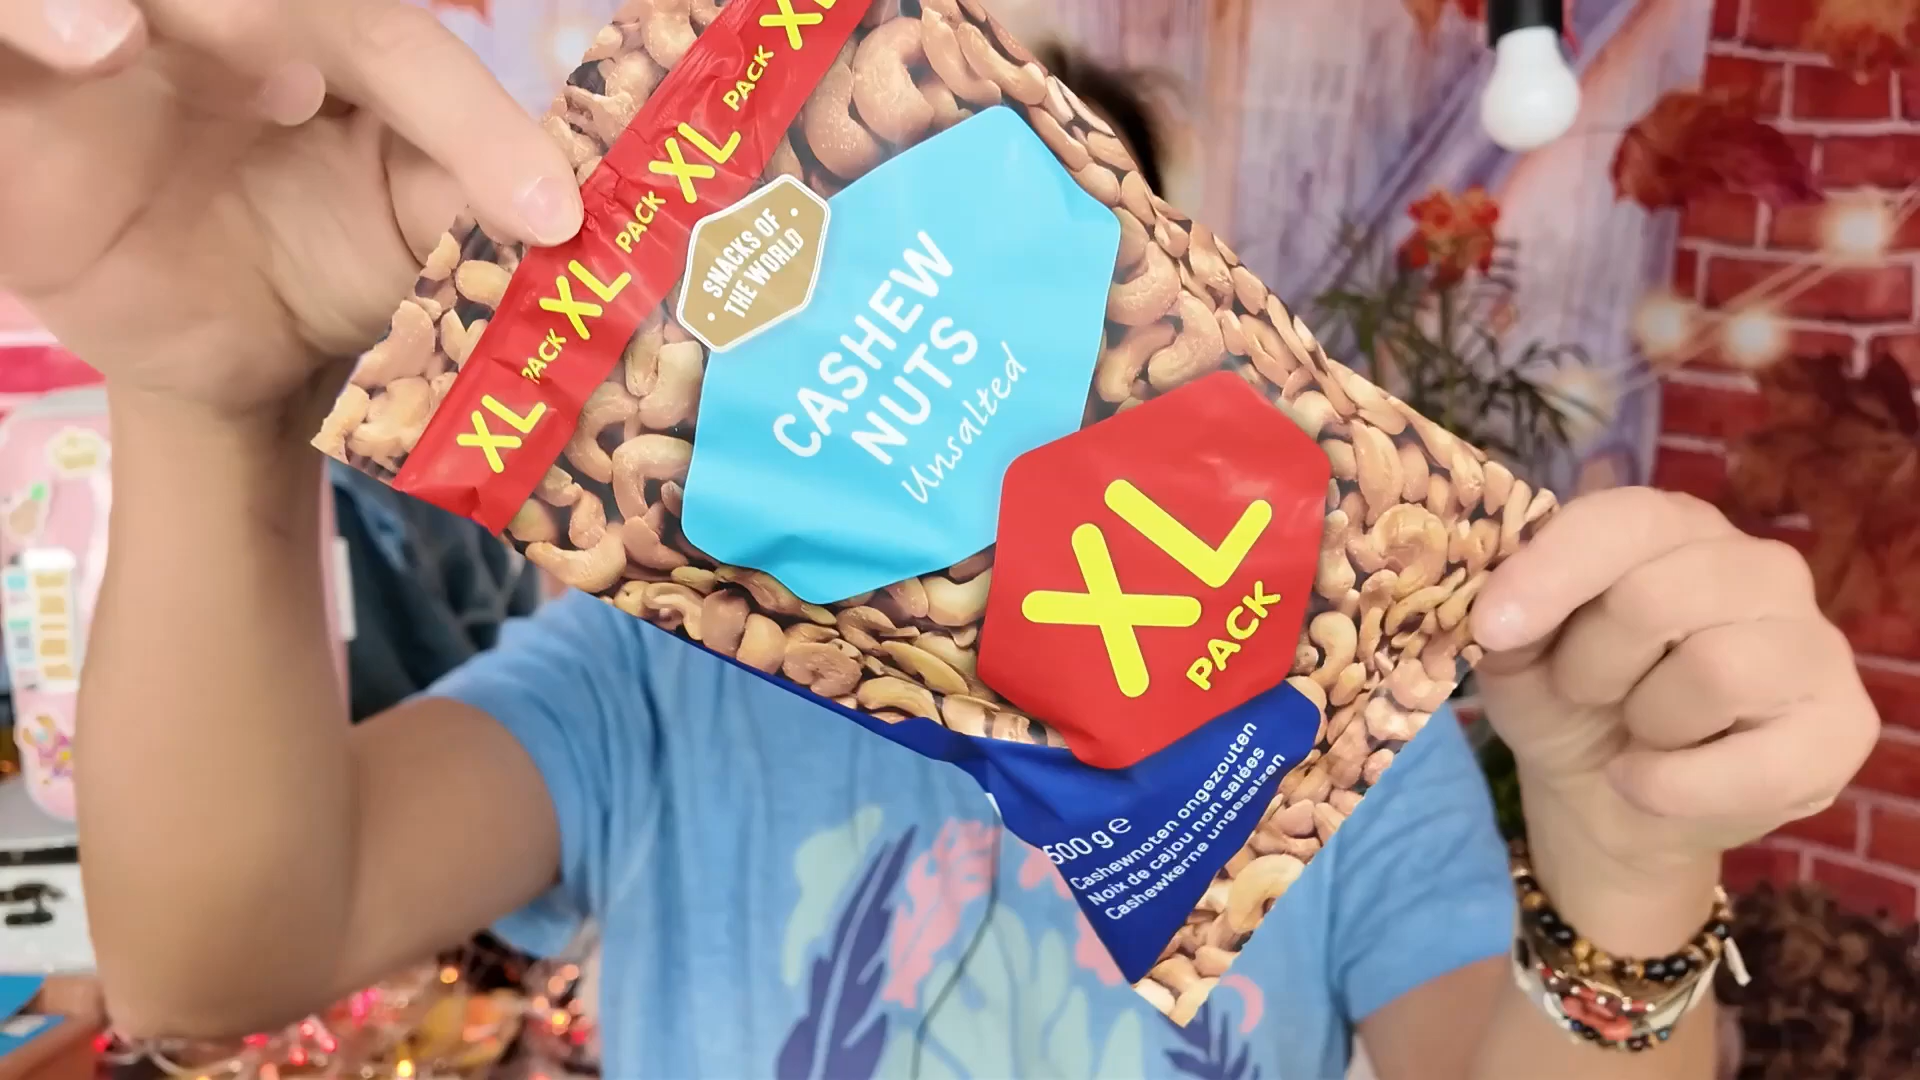 XL PACK XL PACK XL PACK XL
SNACKS OF
THE WORLD
CASHEW
NUTS
Unsalted
XL
PACK
500 g e
Cashewnoten ongezouten
Noix de cajou non salées
Cashewkerne ungesalzen